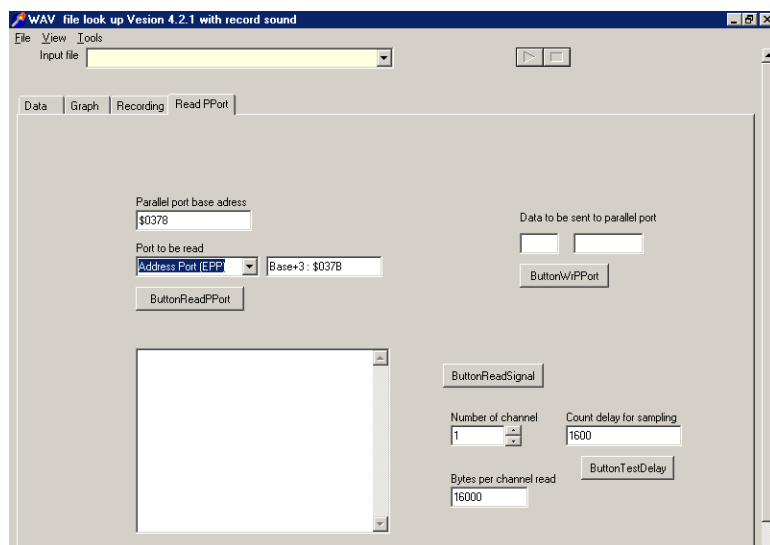 WAV file look up Vesion 4.2.1 with record sound
File View Tools
Input file
Data Graph Recording Read PPort
Parallel port base adress
$0378
Data to be sent to parallel port
Port to be read
Address Port (EPP) Base+3 : $037B
ButtonWrPPort
ButtonReadPPort
ButtonReadSignal
Number of channel Count delay for sampling
1 1600
ButtonTestDelay
Bytes per channel read
16000